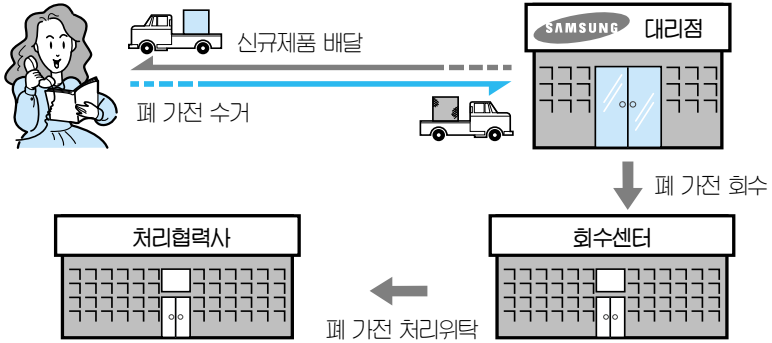 SAMSUNG 대리점
신규제품 배달
폐 가전 수거
폐 가전 회수
처리협력사
회수센터
폐 가전 처리위탁